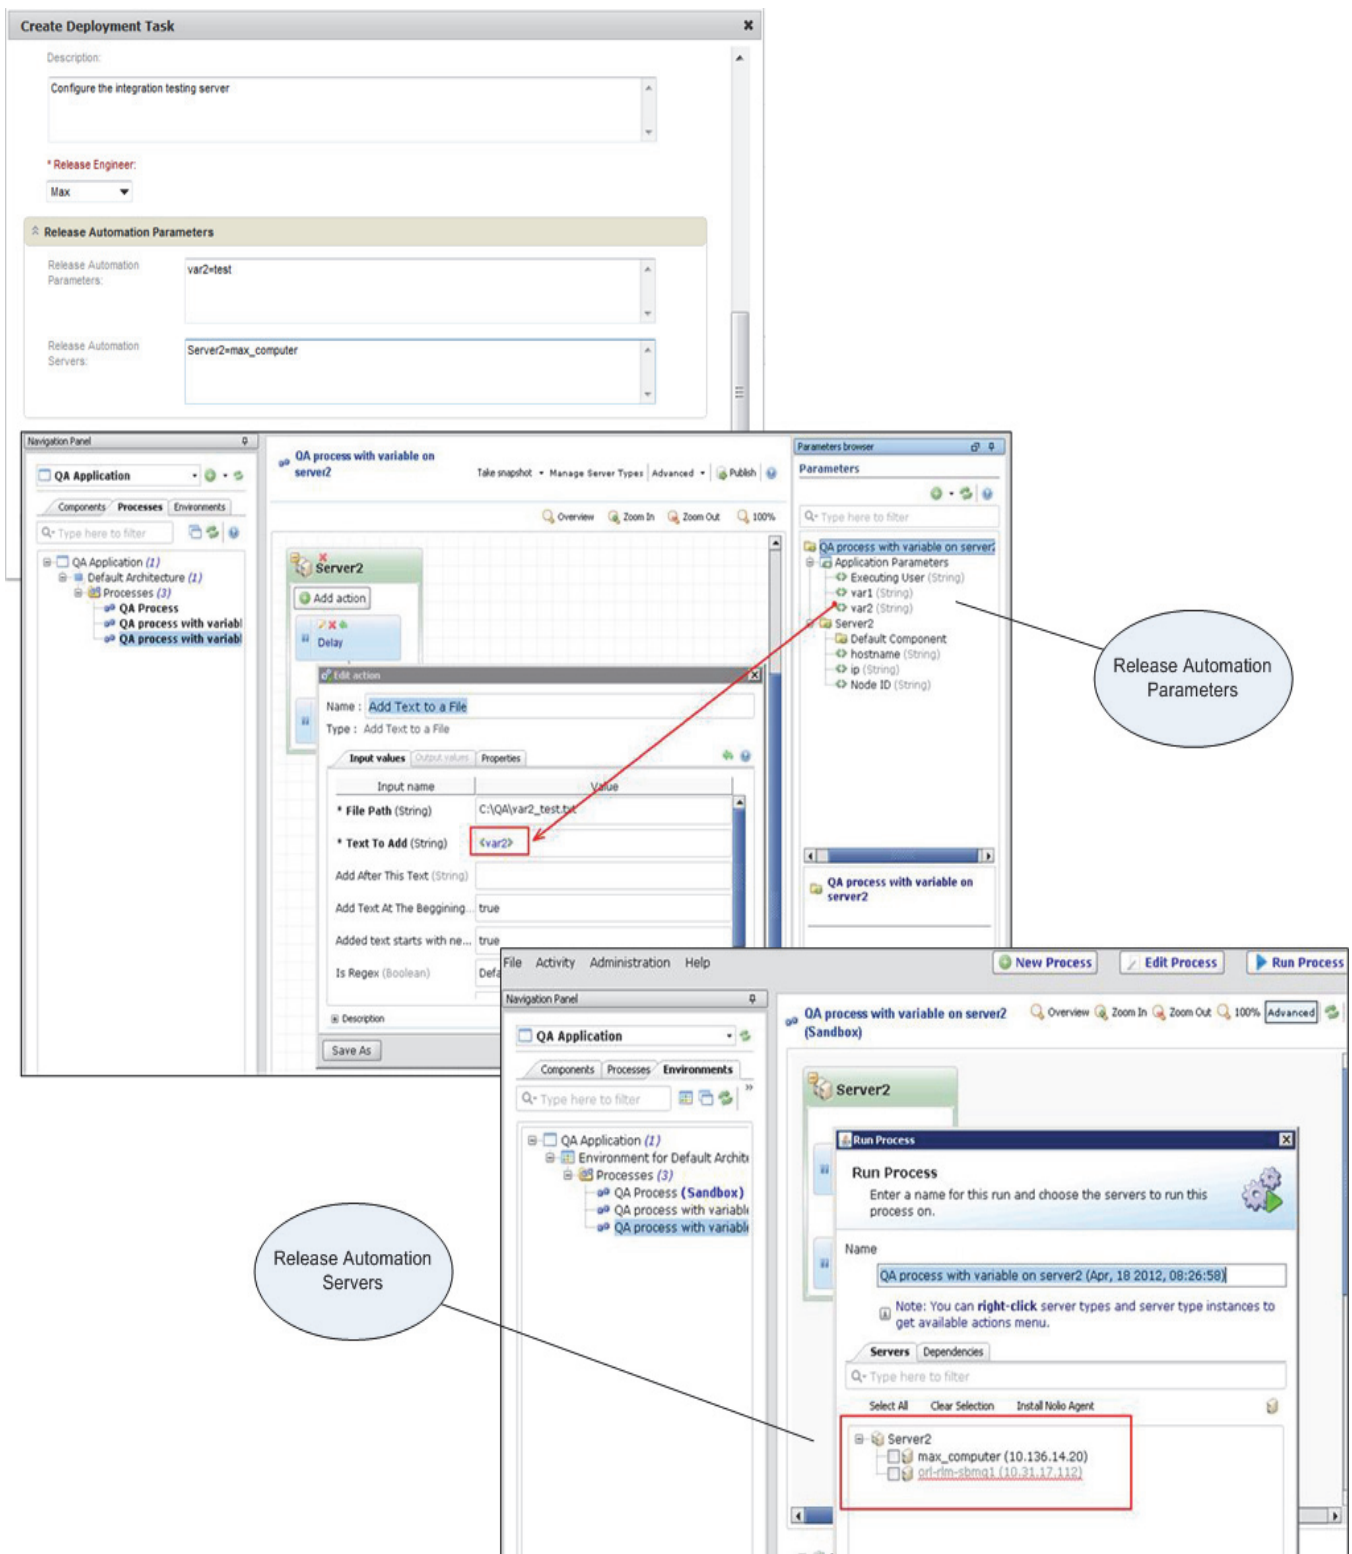 Create Deployment Task
Description:
Configure the integration testing server
* Release Engineer:
Max
Release Automation Parameters
Release Automation
Parameters:
var2=test
Release Automation
Servers:
Server2=max_computer
Navigation Panel
QA Application
Components Processes Environments
Type here to filter
QA Application (1)
Default Architecture (1)
Processes (3)
QA Process
QA process with variabl
QA process with variabl
QA process with variable on
server2
Take snapshot Manage Server Types Advanced Publish
Overview Zoom In Zoom Out 100%
Server2
Add action
Delay
Edit action
Name : Add Text to a File
Type : Add Text to a File
Input values Output values Properties
Input name Value
* File Path (String) C:\QA\var2_test.txt
* Text To Add (String) <var2>
Add After This Text (String)
Add Text At The Beggining... true
Added text starts with ne... true
Is Regex (Boolean) Defa
Description
Save As
Parameters browser
Parameters
Type here to filter
QA process with variable on server2
Application Parameters
Executing User (String)
var1 (String)
var2 (String)
Server2
Default Component
hostname (String)
ip (String)
Node ID (String)
QA process with variable on
server2
Release Automation
Parameters
File Activity Administration Help
New Process Edit Process Run Process
Navigation Panel
QA Application
Components Processes Environments
Type here to filter
QA Application (1)
Environment for Default Archite
Processes (3)
QA Process (Sandbox)
QA process with variable
QA process with variable
QA process with variable on server2
(Sandbox)
Overview Zoom In Zoom Out 100% Advanced
Server2
Run Process
Run Process
Enter a name for this run and choose the servers to run this
process on.
Name
QA process with variable on server2 (Apr, 18 2012, 08:26:58)
Note: You can right-click server types and server type instances to
get available actions menu.
Servers Dependencies
Type here to filter
Select All Clear Selection Install Nolio Agent
Server2
max_computer (10.136.14.20)
orl-rlm-sbmq1 (10.31.17.112)
Release Automation
Servers